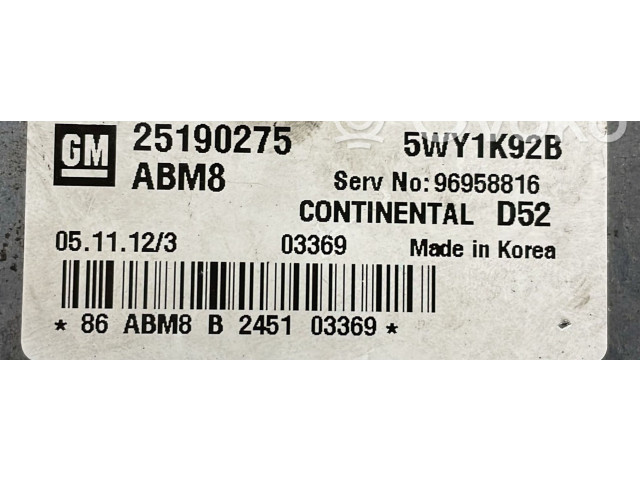 GM 25190275 5WY1K92B
ABM8 Serv No: 96958816
CONTINENTAL D52
05.11.12/3 03369 Made in Korea
* 86 ABM8 B 2451 03369 *